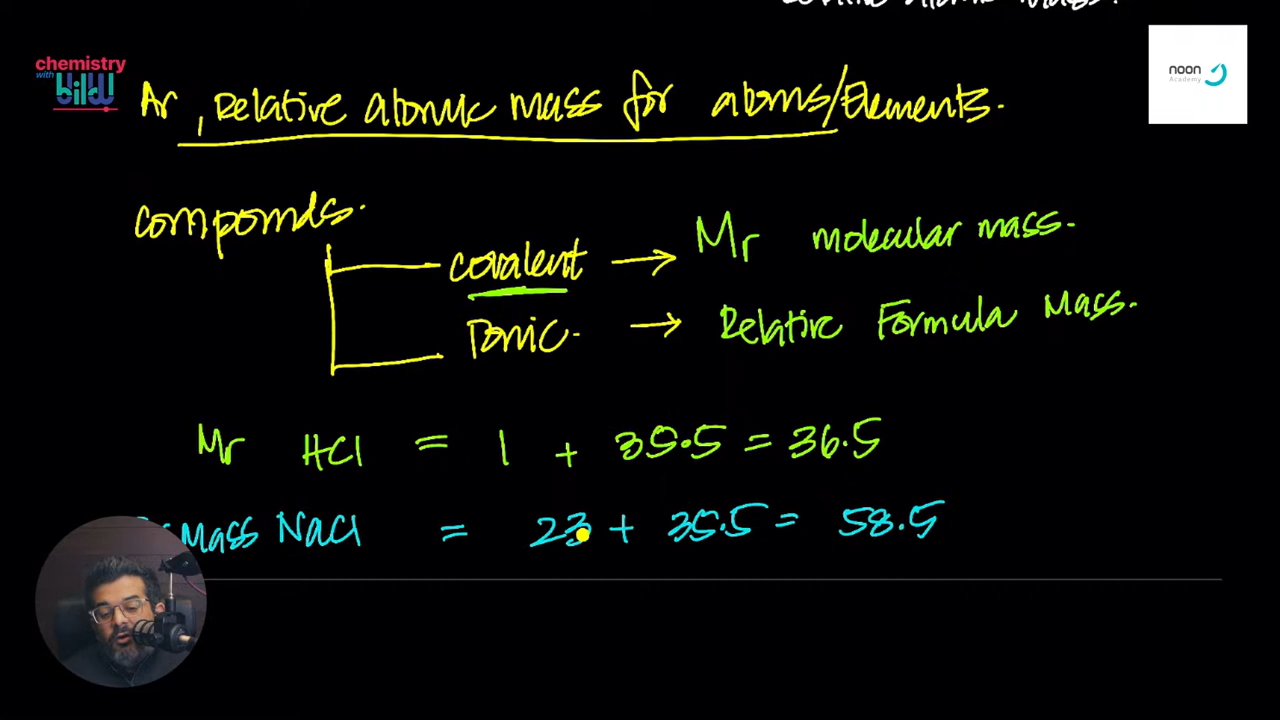 chemistry
with
bilal
noon
Academy
Ar, Relative atomic mass for atoms/Elements.
compounds.
covalent → Mr molecular mass.
Ionic. → Relative Formula Mass.
Mr HCl = 1 + 35.5 = 36.5
Mass NaCl = 23 + 35.5 = 58.5